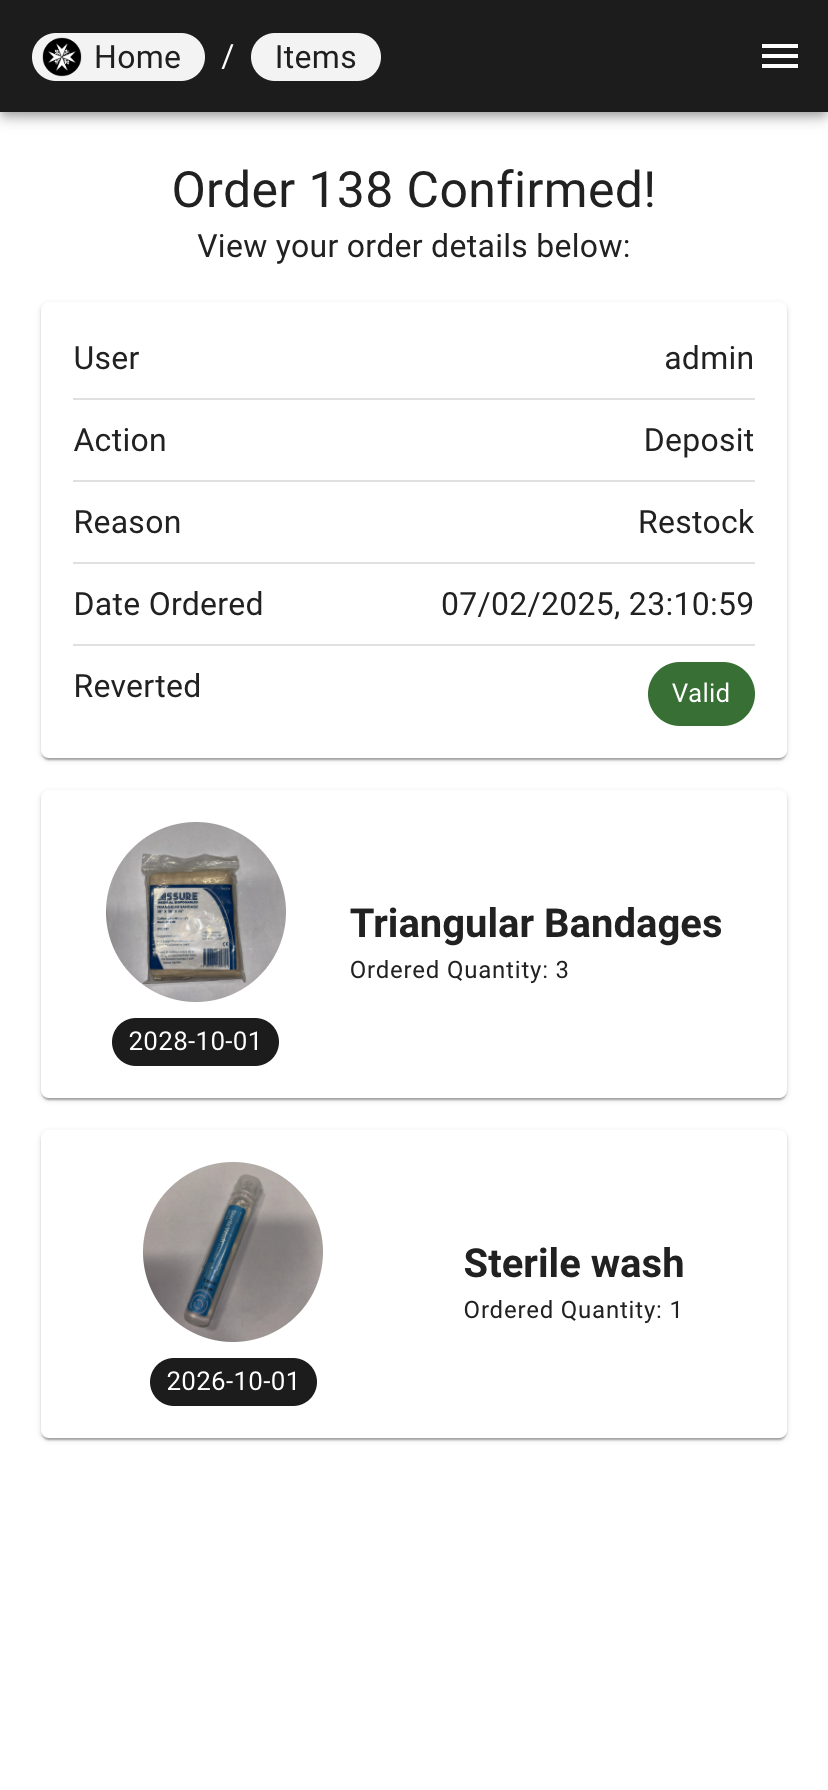 Home / Items
Order 138 Confirmed!
View your order details below:
User admin
Action Deposit
Reason Restock
Date Ordered 07/02/2025, 23:10:59
Reverted Valid
ASSURE
Triangular Bandages
Ordered Quantity: 3
2028-10-01
Sterile wash
Ordered Quantity: 1
2026-10-01